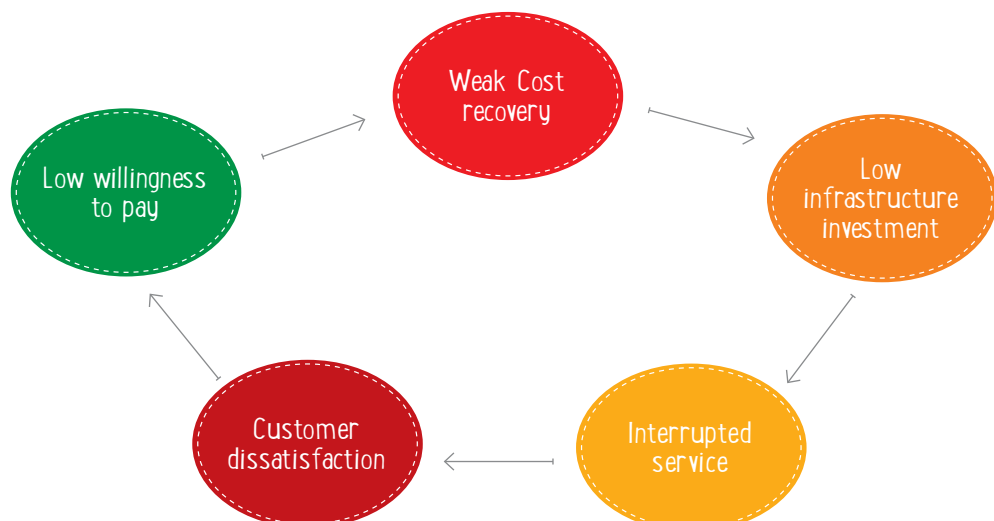 Weak Cost
recovery
Low willingness
to pay
Low
infrastructure
investment
Customer
dissatisfaction
Interrupted
service